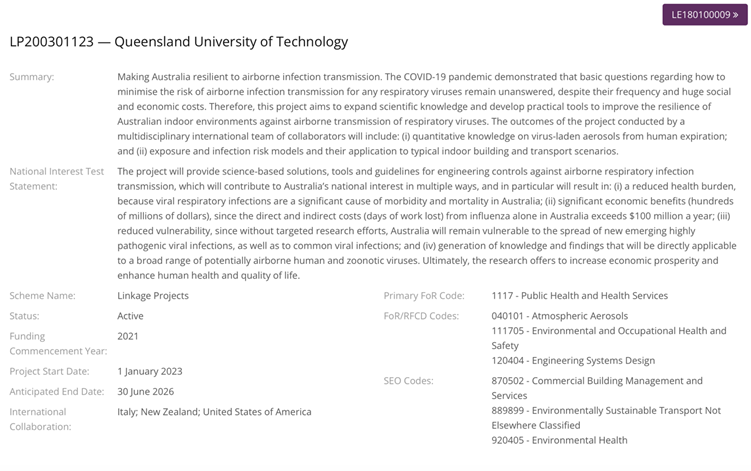 LE180100009 »
LP200301123 — Queensland University of Technology
Summary:
Making Australia resilient to airborne infection transmission. The COVID-19 pandemic demonstrated that basic questions regarding how to
minimise the risk of airborne infection transmission for any respiratory viruses remain unanswered, despite their frequency and huge social
and economic costs. Therefore, this project aims to expand scientific knowledge and develop practical tools to improve the resilience of
Australian indoor environments against airborne transmission of respiratory viruses. The outcomes of the project conducted by a
multidisciplinary international team of collaborators will include: (i) quantitative knowledge on virus-laden aerosols from human expiration;
and (ii) exposure and infection risk models and their application to typical indoor building and transport scenarios.
National Interest Test
Statement:
The project will provide science-based solutions, tools and guidelines for engineering controls against airborne respiratory infection
transmission, which will contribute to Australia's national interest in multiple ways, and in particular will result in: (i) a reduced health burden,
because viral respiratory infections are a significant cause of morbidity and mortality in Australia; (ii) significant economic benefits (hundreds
of millions of dollars), since the direct and indirect costs (days of work lost) from influenza alone in Australia exceeds $100 million a year; (iii)
reduced vulnerability, since without targeted research efforts, Australia will remain vulnerable to the spread of new emerging highly
pathogenic viral infections, as well as to common viral infections; and (iv) generation of knowledge and findings that will be directly applicable
to a broad range of potentially airborne human and zoonotic viruses. Ultimately, the research offers to increase economic prosperity and
enhance human health and quality of life.
Scheme Name: Linkage Projects
Status: Active
Funding
Commencement Year: 2021
Project Start Date: 1 January 2023
Anticipated End Date: 30 June 2026
International
Collaboration: Italy; New Zealand; United States of America
Primary FoR Code: 1117 - Public Health and Health Services
FoR/RFCD Codes: 040101 - Atmospheric Aerosols
111705 - Environmental and Occupational Health and
Safety
120404 - Engineering Systems Design
SEO Codes: 870502 - Commercial Building Management and
Services
889899 - Environmentally Sustainable Transport Not
Elsewhere Classified
920405 - Environmental Health